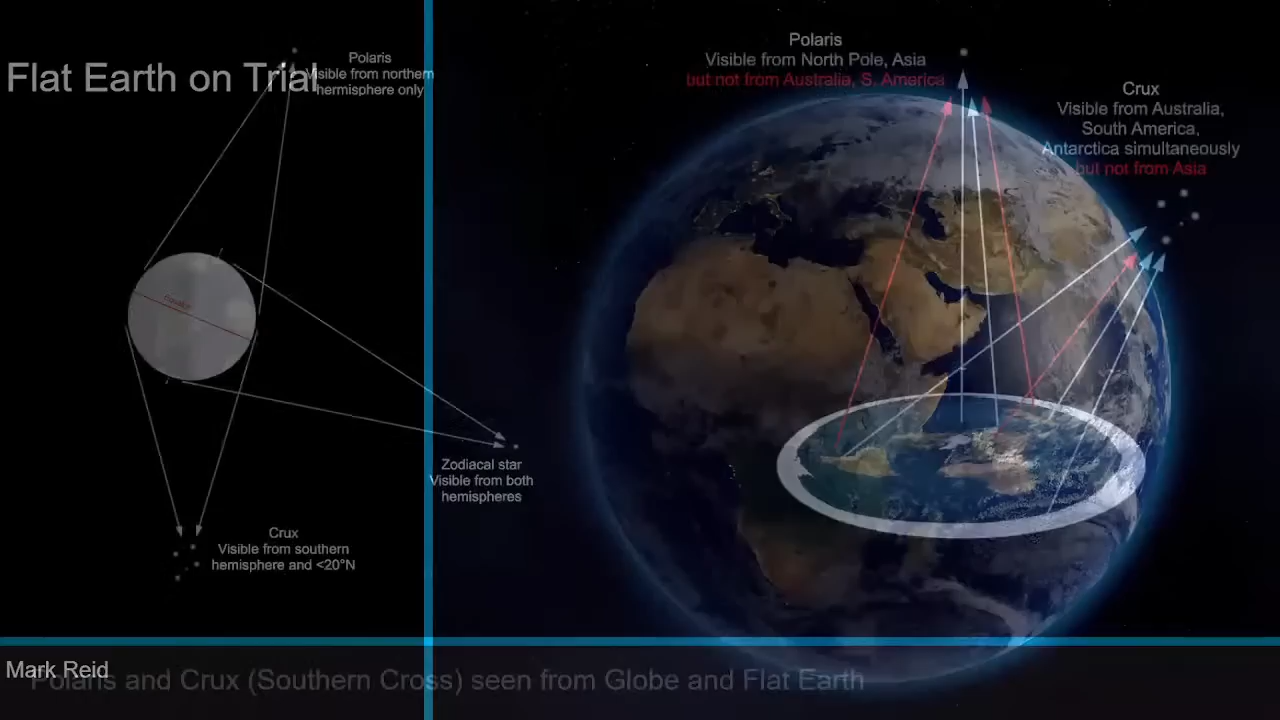 Flat Earth on Trial
Polaris
Visible from northern
hermisphere only
Equator
Zodiacal star
Visible from both
hemispheres
Crux
Visible from southern
hemisphere and <20°N
Polaris
Visible from North Pole, Asia
but not from Australia, S. America
Crux
Visible from Australia,
South America,
Antarctica simultaneously
but not from Asia
Mark Reid
Polaris and Crux (Southern Cross) seen from Globe and Flat Earth